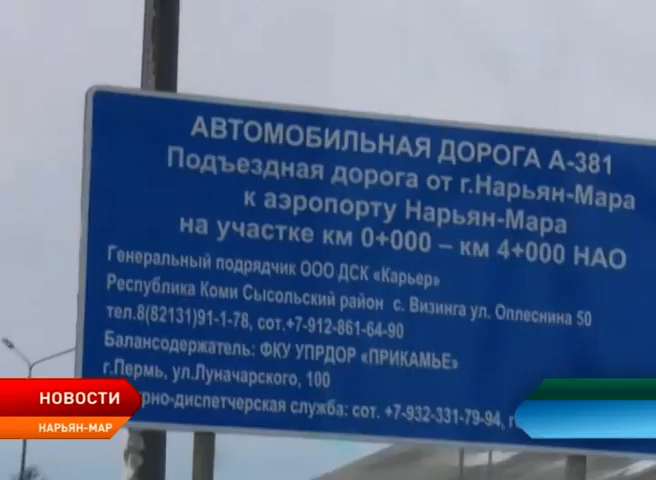 АВТОМОБИЛЬНАЯ ДОРОГА А-381
Подъездная дорога от г.Нарьян-Мара
к аэропорту Нарьян-Мара
на участке км 0+000 – км 4+000 НАО
Генеральный подрядчик ООО ДСК «Карьер»
Республика Коми Сысольский район с. Визинга ул. Оплеснина 50
тел.8(82131)91-1-78, сот.+7-912-861-64-90
Балансодержатель: ФКУ УПРДОР «ПРИКАМЬЕ»
г.Пермь, ул.Луначарского, 100
рно-диспетчерская служба: сот. +7-932-331-79-94, г
НОВОСТИ
НАРЬЯН-МАР